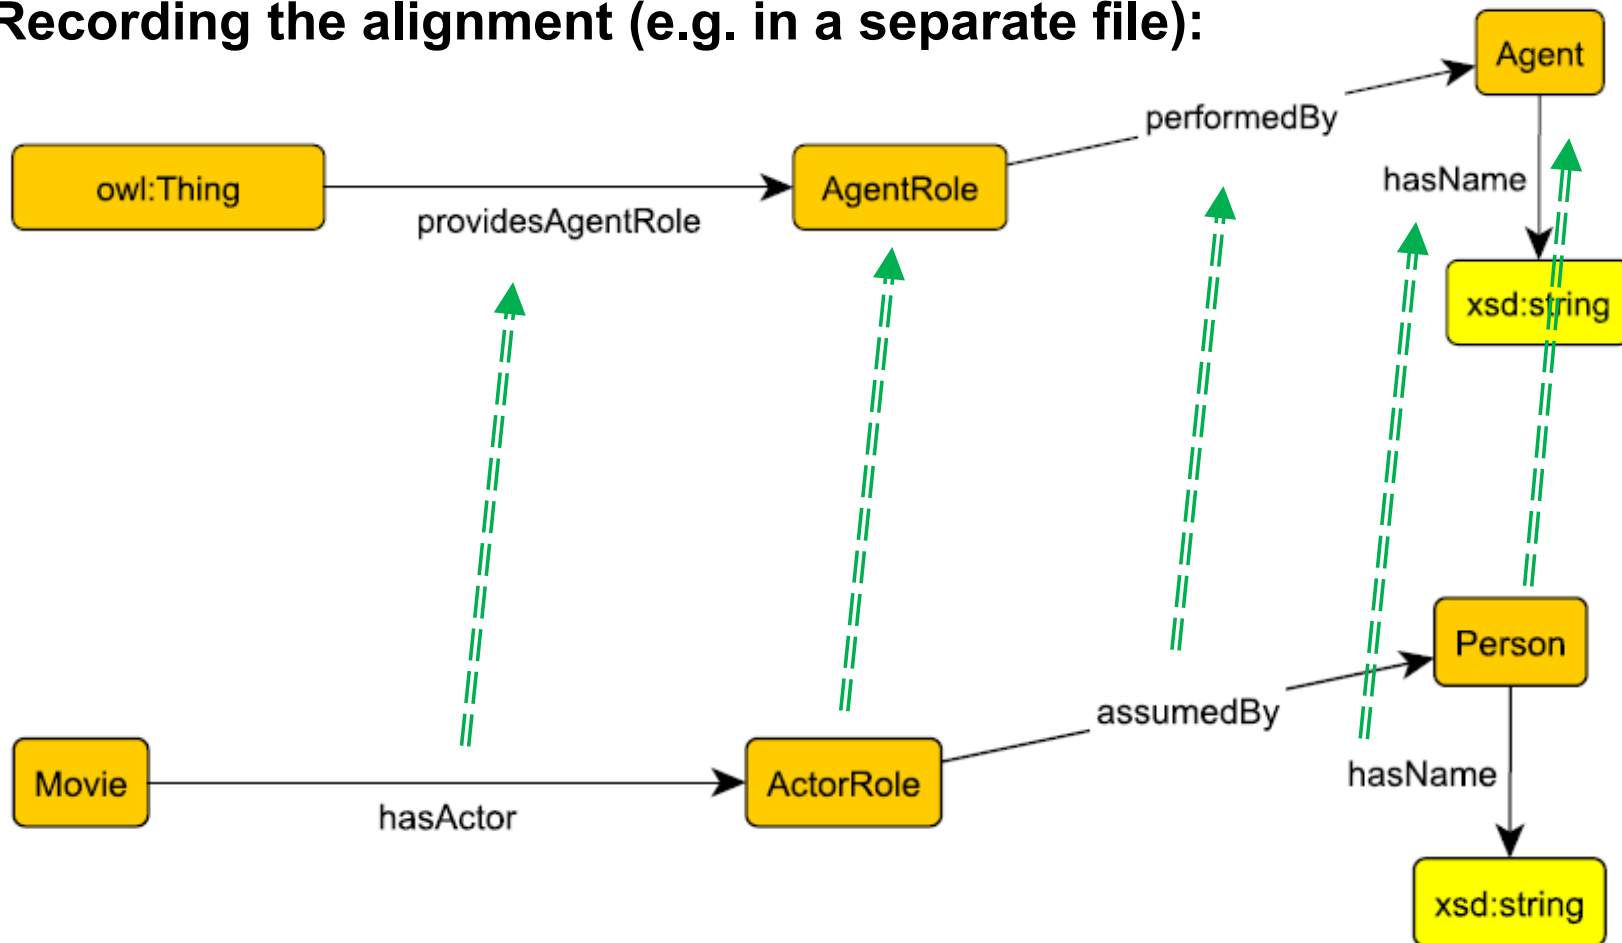 Recording the alignment (e.g. in a separate file):
Agent
performedBy
owl:Thing
AgentRole
hasName
providesAgentRole
xsd:string
Person
assumedBy
Movie
ActorRole
hasName
hasActor
xsd:string